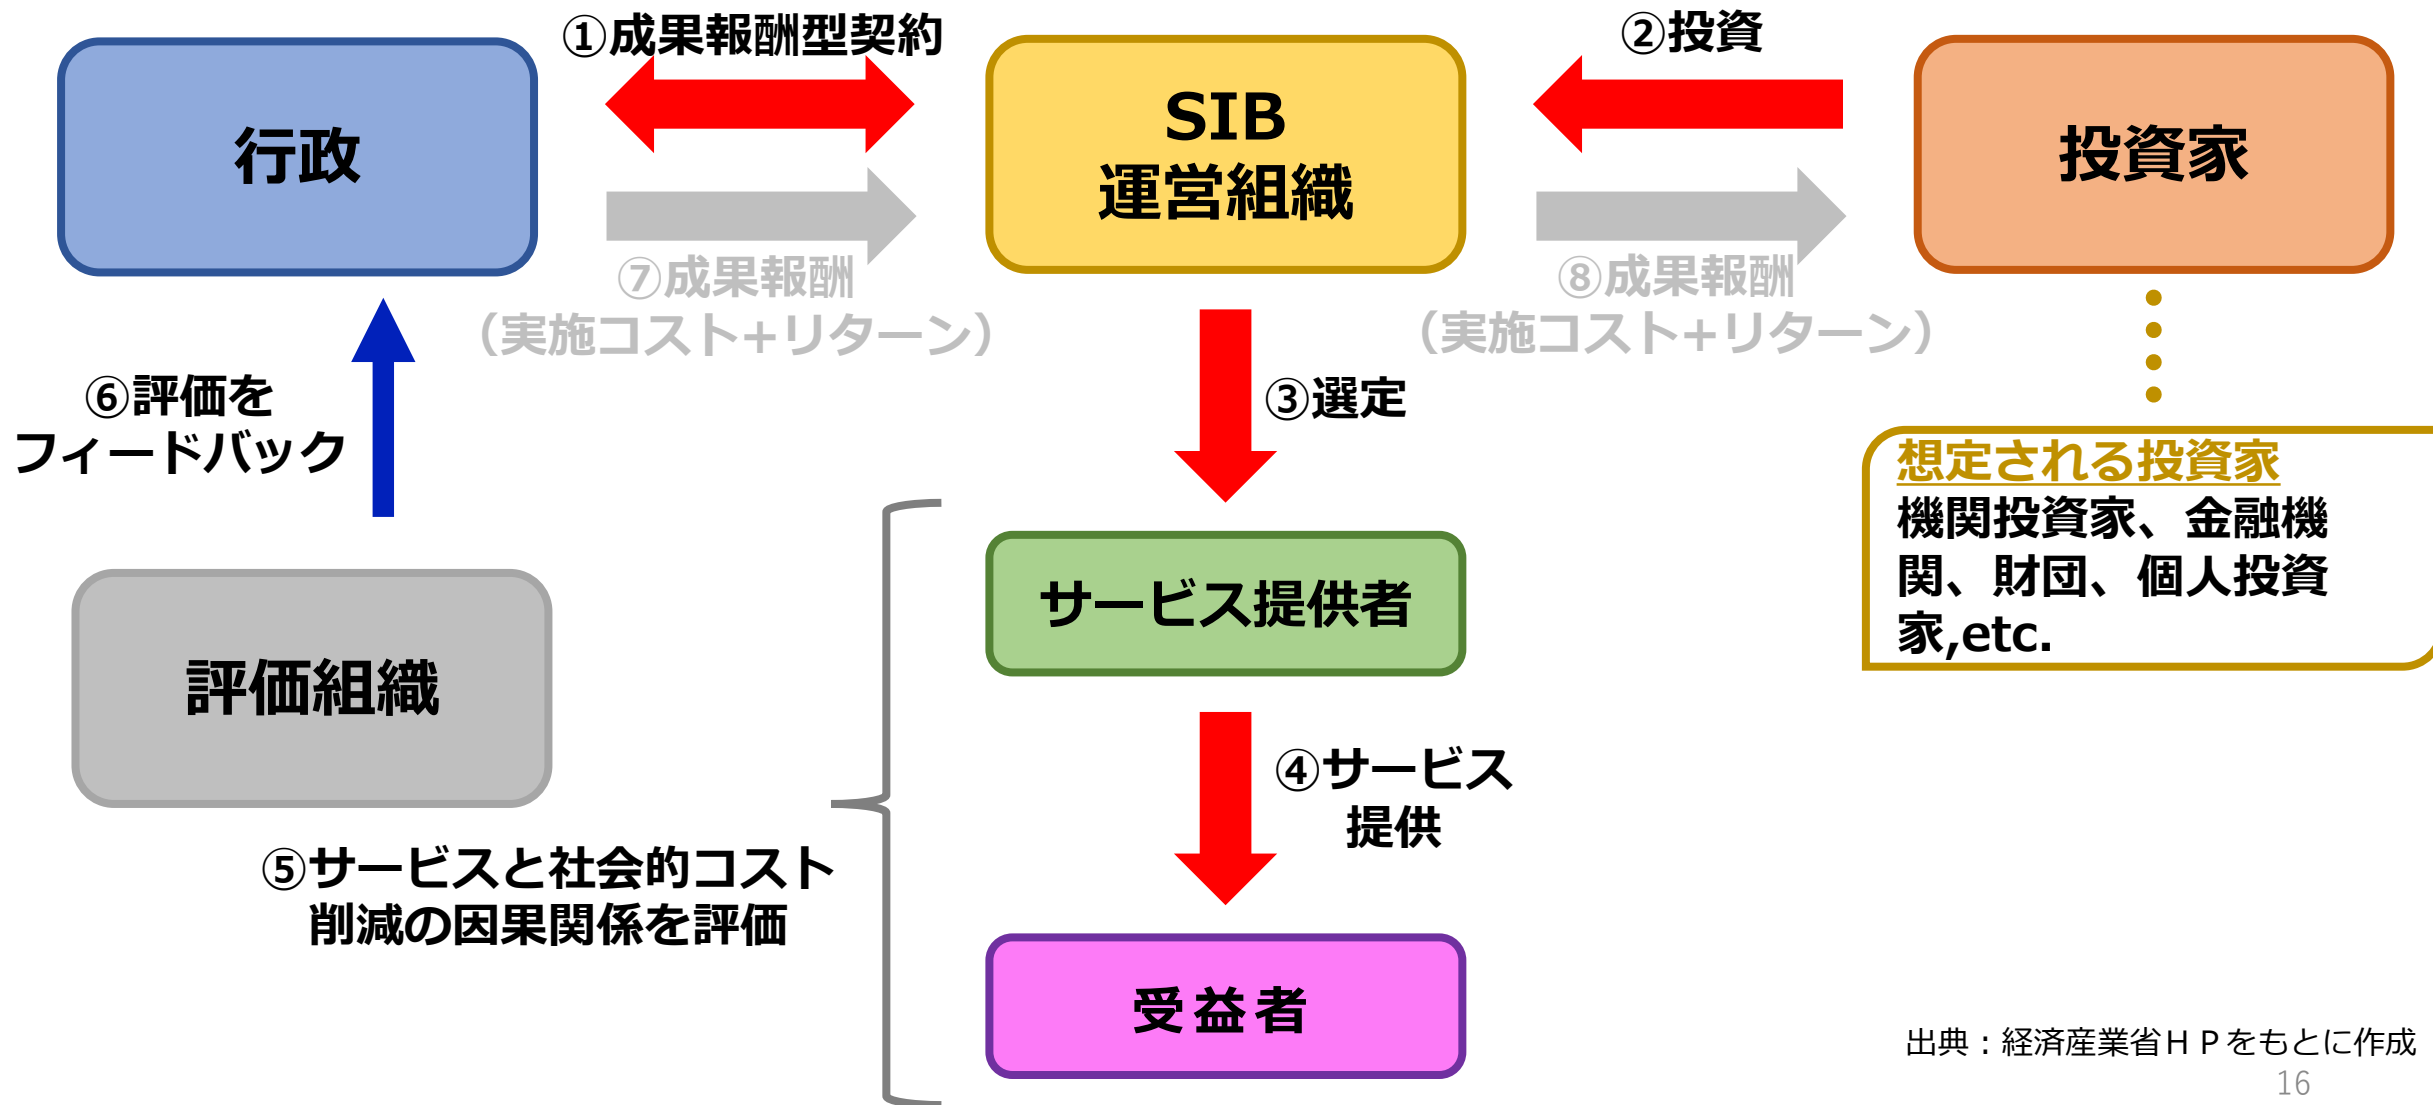 ①成果報酬型契約
②投資
行政
SIB
運営組織
投資家
⑦成果報酬
（実施コスト+リターン）
⑧成果報酬
（実施コスト+リターン）
⑥評価を
フィードバック
③選定
想定される投資家
機関投資家、金融機
関、財団、個人投資
家,etc.
サービス提供者
評価組織
④サービス
提供
⑤サービスと社会的コスト
削減の因果関係を評価
受益者
出典：経済産業省ＨＰをもとに作成
16